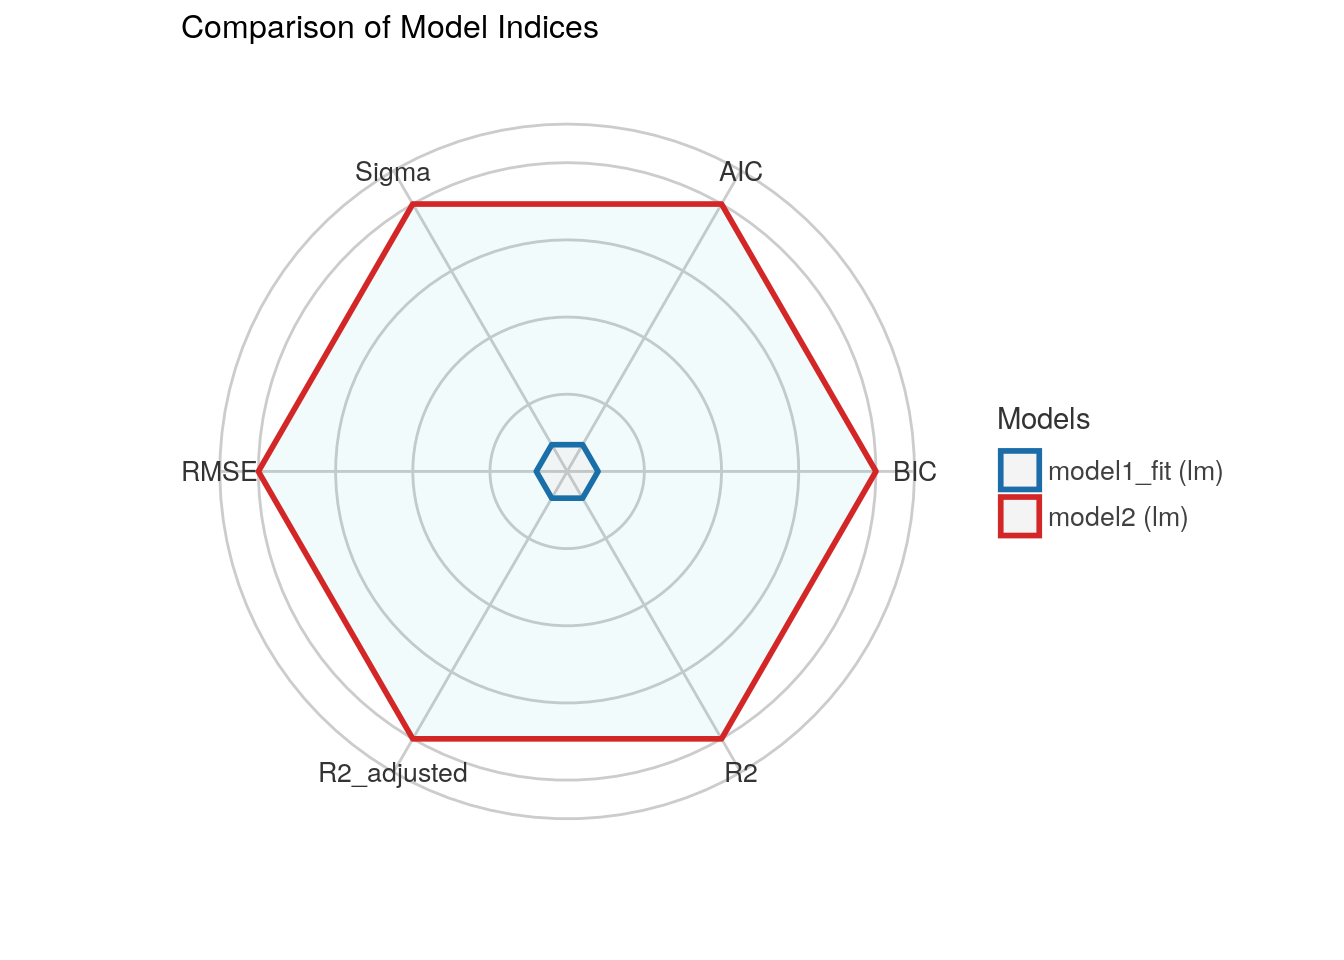 Comparison of Model Indices
Sigma
AIC
RMSE
BIC
R2_adjusted
R2
Models
model1_fit (lm)
model2 (lm)